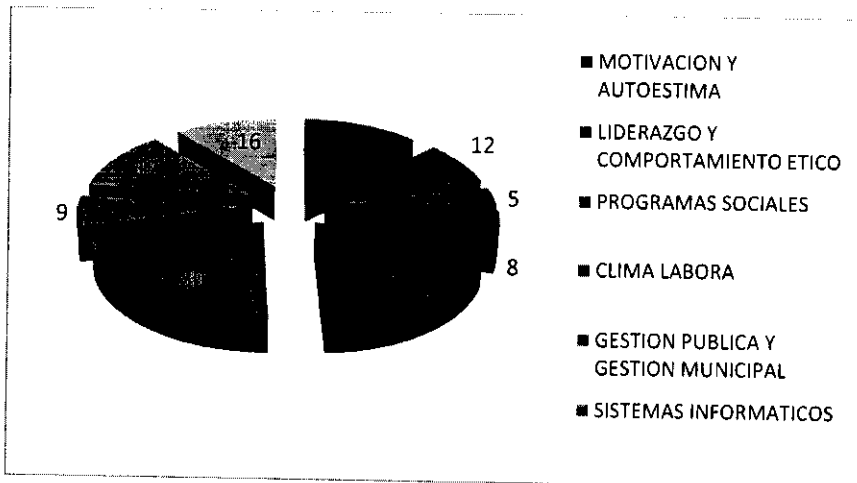 16
12
5
9
8
MOTIVACION Y
AUTOESTIMA
LIDERAZGO Y
COMPORTAMIENTO ETICO
PROGRAMAS SOCIALES
CLIMA LABORA
GESTION PUBLICA Y
GESTION MUNICIPAL
SISTEMAS INFORMATICOS